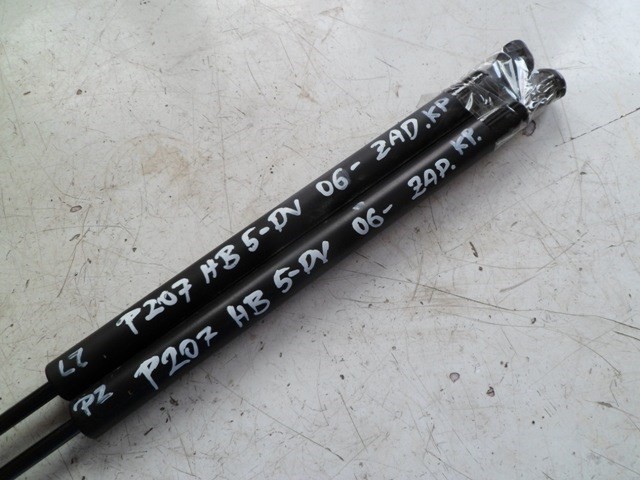 LZ P207 HB 5-DV 06- ZAD. KP
PZ P207 HB 5-DV 06- ZAD. KP.